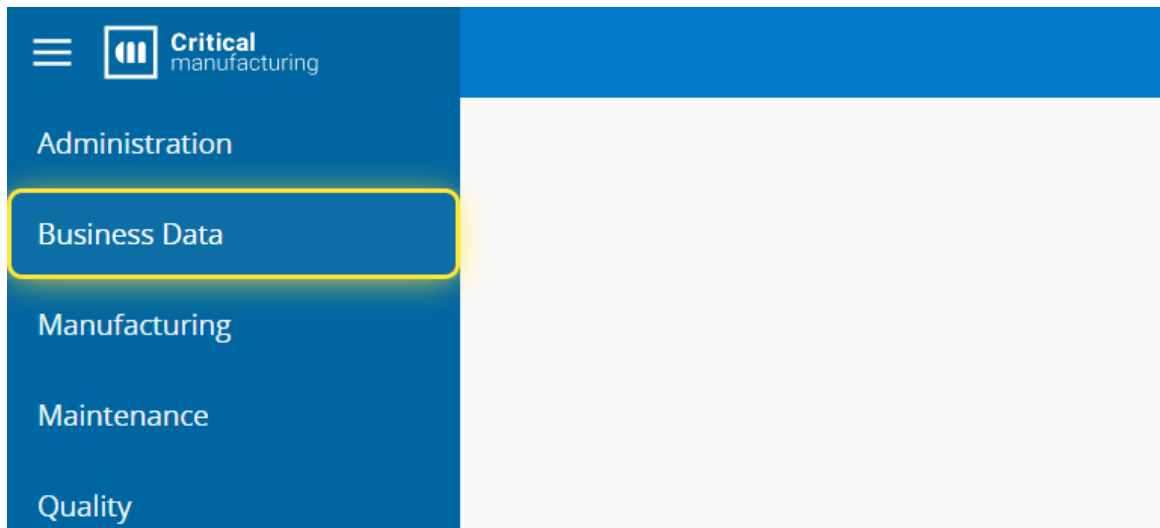 Critical
manufacturing
Administration
Business Data
Manufacturing
Maintenance
Quality